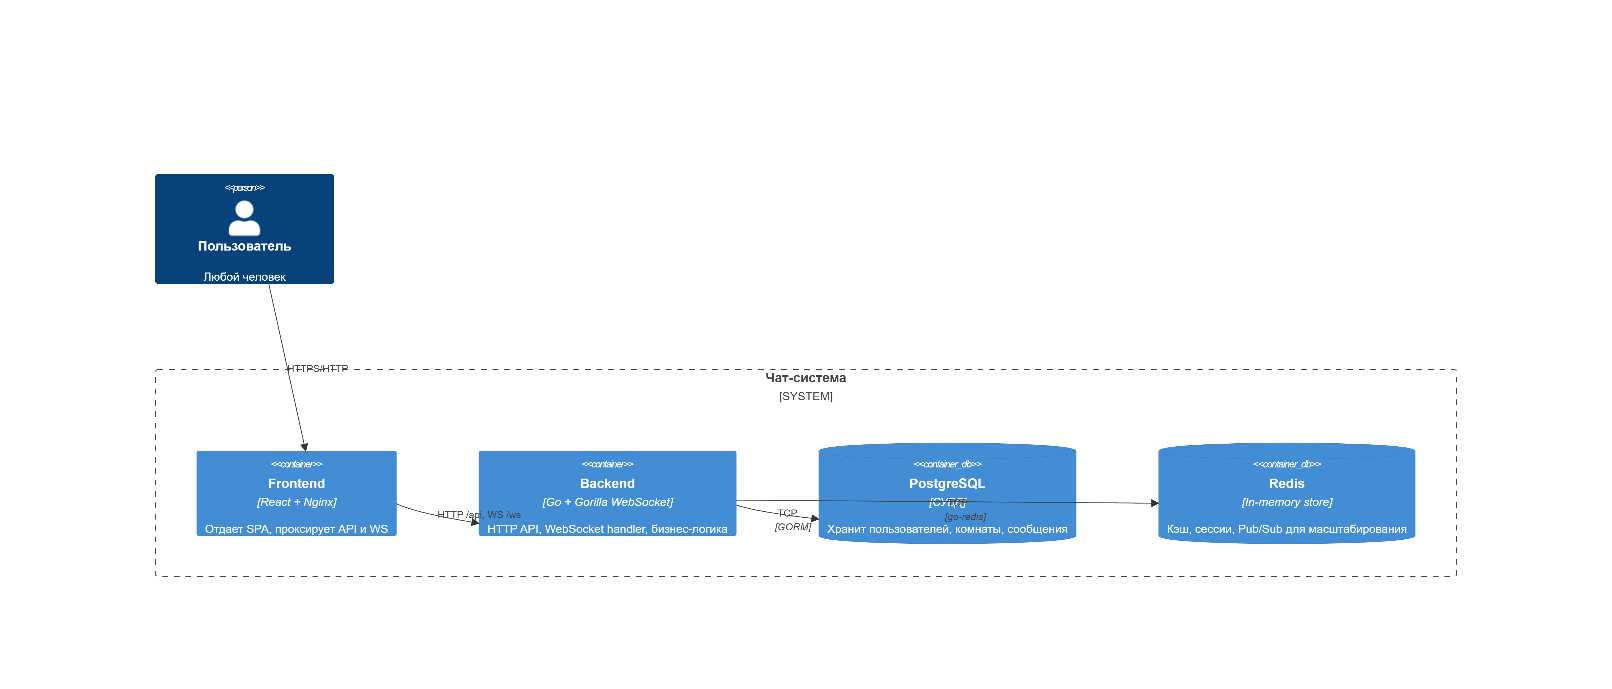 <<person>>
Пользователь
Любой человек
HTTPS/HTTP
Чат-система
[SYSTEM]
<<container>>
Frontend
[React + Nginx]
Отдает SPA, проксирует API и WS
HTTP /api, WS /ws
<<container>>
Backend
[Go + Gorilla WebSocket]
HTTP API, WebSocket handler, бизнес-логика
TCP
[GORM]
<<container_db>>
PostgreSQL
[go-redis]
Хранит пользователей, комнаты, сообщения
<<container_db>>
Redis
[In-memory store]
Кэш, сессии, Pub/Sub для масштабирования